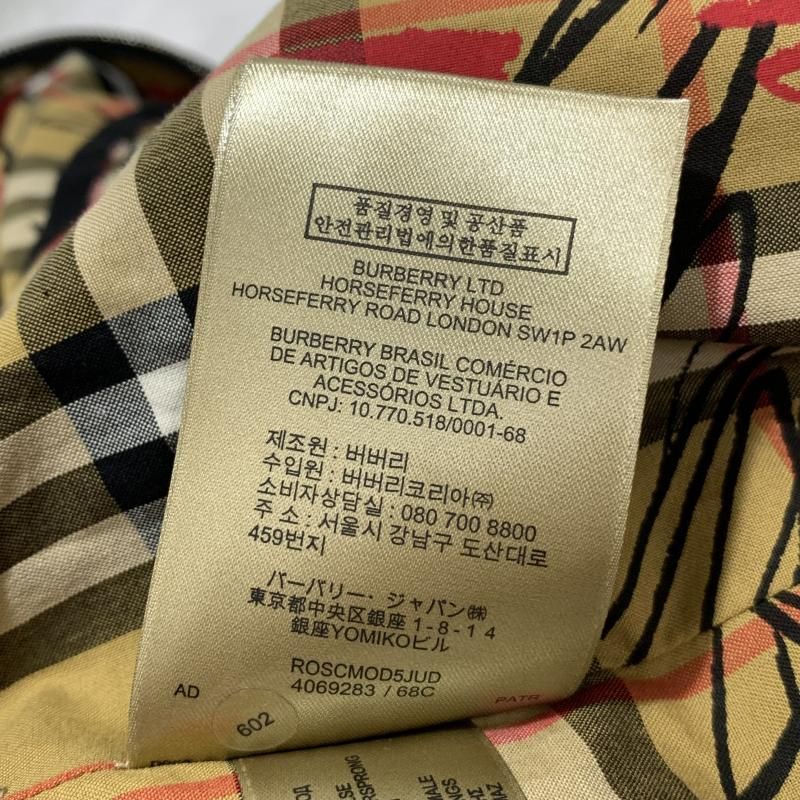 품질경영 및 공산품
안전관리법에의한품질표시
BURBERRY LTD
HORSEFERRY HOUSE
HORSEFERRY ROAD LONDON SW1P 2AW
BURBERRY BRASIL COMÉRCIO
DE ARTIGOS DE VESTUÁRIO E
ACESSÓRIOS LTDA.
CNPJ: 10.770.518/0001-68
제조원 : 버버리
수입원 : 버버리코리아㈜
소비자상담실 : 080 700 8800
주 소 : 서울시 강남구 도산대로
459번지
バーバリー・ジャパン㈱
東京都中央区銀座1-8-14
銀座YOMIKOビル
ROSCMOD5JUD
AD 4069283 / 68C
602
PATR